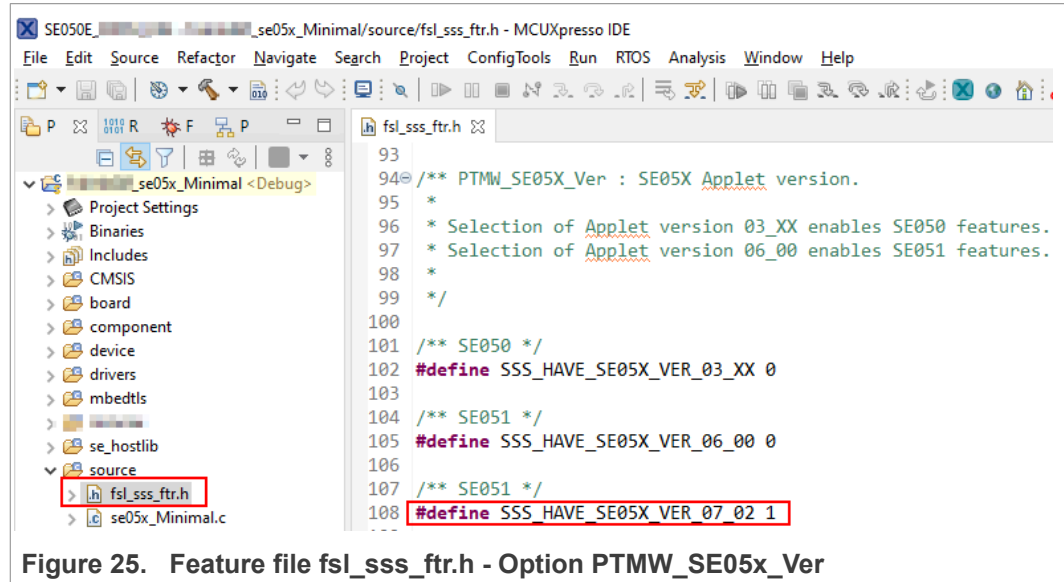 SE050E_ _se05x_Minimal/source/fsl_sss_ftr.h - MCUXpresso IDE
File Edit Source Refactor Navigate Search Project ConfigTools Run RTOS Analysis Window Help
P R F P
fsl_sss_ftr.h
_se05x_Minimal <Debug>
Project Settings
Binaries
Includes
CMSIS
board
component
device
drivers
mbedtls
se_hostlib
source
fsl_sss_ftr.h
se05x_Minimal.c
93
94 /** PTMW_SE05X_Ver : SE05X Applet version.
95 *
96 * Selection of Applet version 03_XX enables SE050 features.
97 * Selection of Applet version 06_00 enables SE051 features.
98 *
99 */
100
101 /** SE050 */
102 #define SSS_HAVE_SE05X_VER_03_XX 0
103
104 /** SE051 */
105 #define SSS_HAVE_SE05X_VER_06_00 0
106
107 /** SE051 */
108 #define SSS_HAVE_SE05X_VER_07_02 1
Figure 25. Feature file fsl_sss_ftr.h - Option PTMW_SE05x_Ver